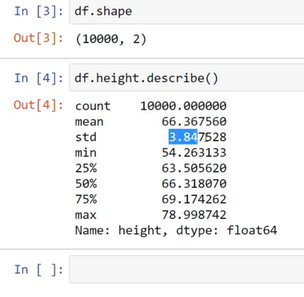 In [3]: df.shape
Out[3]: (10000, 2)
In [4]: df.height.describe()
Out[4]: count 10000.000000
mean 66.367560
std 3.847528
min 54.263133
25% 63.505620
50% 66.318070
75% 69.174262
max 78.998742
Name: height, dtype: float64
In [ ]: